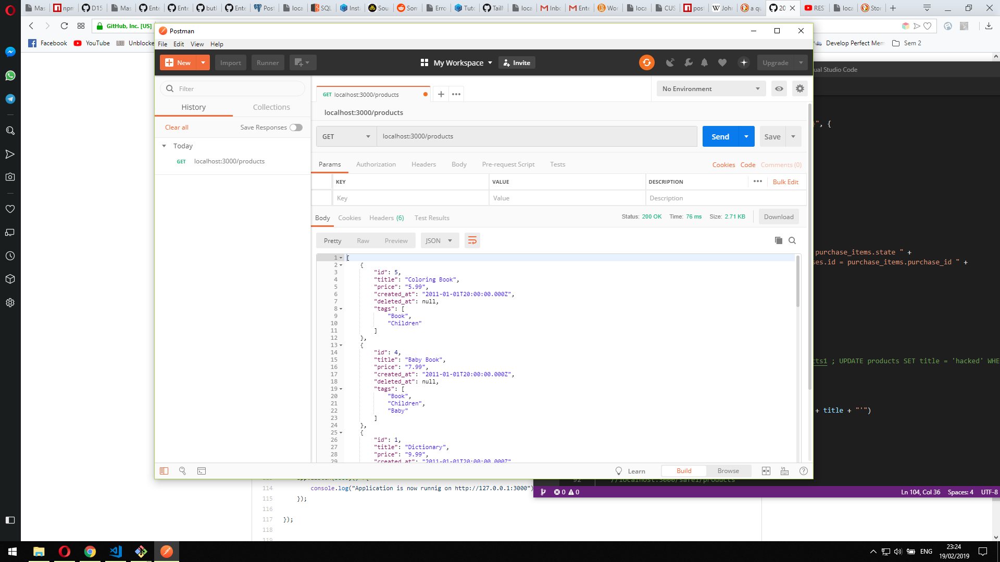 Mas
npm
D15
Mas
Ente
Ente
butl
Ente
Post
loca
SQL
Insta
Sou
Som
Erro
Tuto
TailN
loca
Inbo
Ente
Wor
loca
CUS
post
John
a qu
20
RES
loca
Stor
GitHub, Inc. [US]
Facebook
YouTube
Unblocke
Develop Perfect Mem
Sem 2
Postman
File Edit View Help
New
Import
Runner
My Workspace
Invite
Upgrade
ual Studio Code
Filter
History
Collections
Clear all
Save Responses
Today
GET localhost:3000/products
GET localhost:3000/products
No Environment
localhost:3000/products
GET
localhost:3000/products
Send
Save
Params Authorization Headers Body Pre-request Script Tests
Cookies Code Comments (0)
KEY VALUE DESCRIPTION Bulk Edit
Key Value Description
Body Cookies Headers (6) Test Results
Status: 200 OK Time: 76 ms Size: 2.71 KB
Download
Pretty Raw Preview JSON
1 [
2 {
3 "id": 5,
4 "title": "Coloring Book",
5 "price": "5.99",
6 "created_at": "2011-01-01T20:00:00.000Z",
7 "deleted_at": null,
8 "tags": [
9 "Book",
10 "Children"
11 ]
12 },
13 {
14 "id": 4,
15 "title": "Baby Book",
16 "price": "7.99",
17 "created_at": "2011-01-01T20:00:00.000Z",
18 "deleted_at": null,
19 "tags": [
20 "Book",
21 "Children",
22 "Baby"
23 ]
24 },
25 {
26 "id": 1,
27 "title": "Dictionary",
28 "price": "9.99",
29 "created_at": "2011-01-01T20:00:00.000Z"
Learn
Build
Browse
", {
purchase_items.state " +
es.id = purchase_items.purchase_id " +
cts1 ; UPDATE products SET title = 'hacked' WHE
+ title + "'")
92 //localhost:3000/safe1/products
0 0
Ln 104, Col 36 Spaces: 4 UTF-8
114 console.log("Application is now runnig on http://127.0.0.1:3000")
115 });
116
117 });
118
119
ENG
23:24
19/02/2019